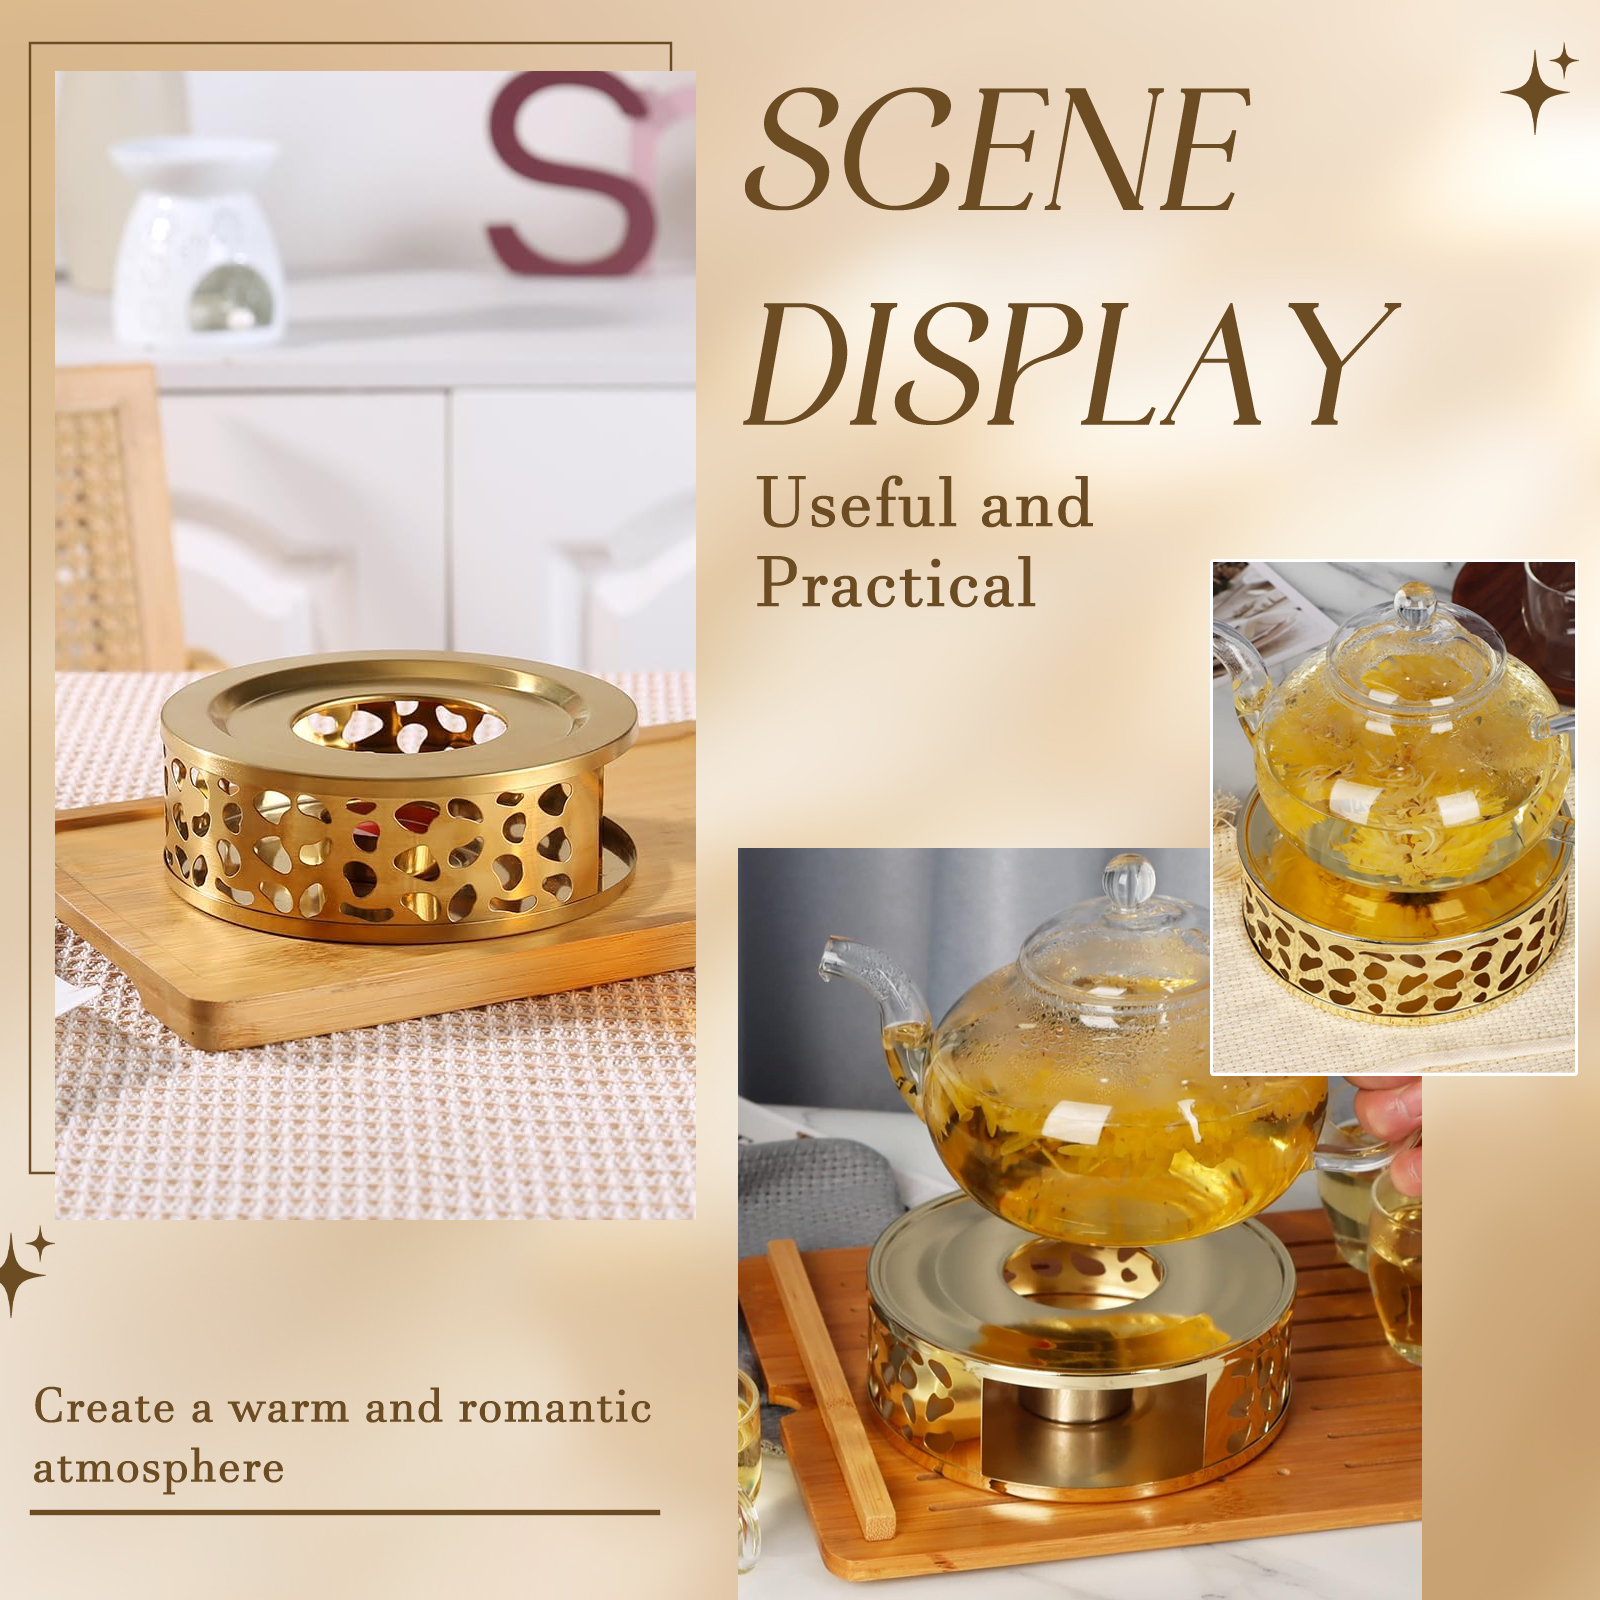 SCENE
DISPLAY
Useful and
Practical
S
Create a warm and romantic
atmosphere